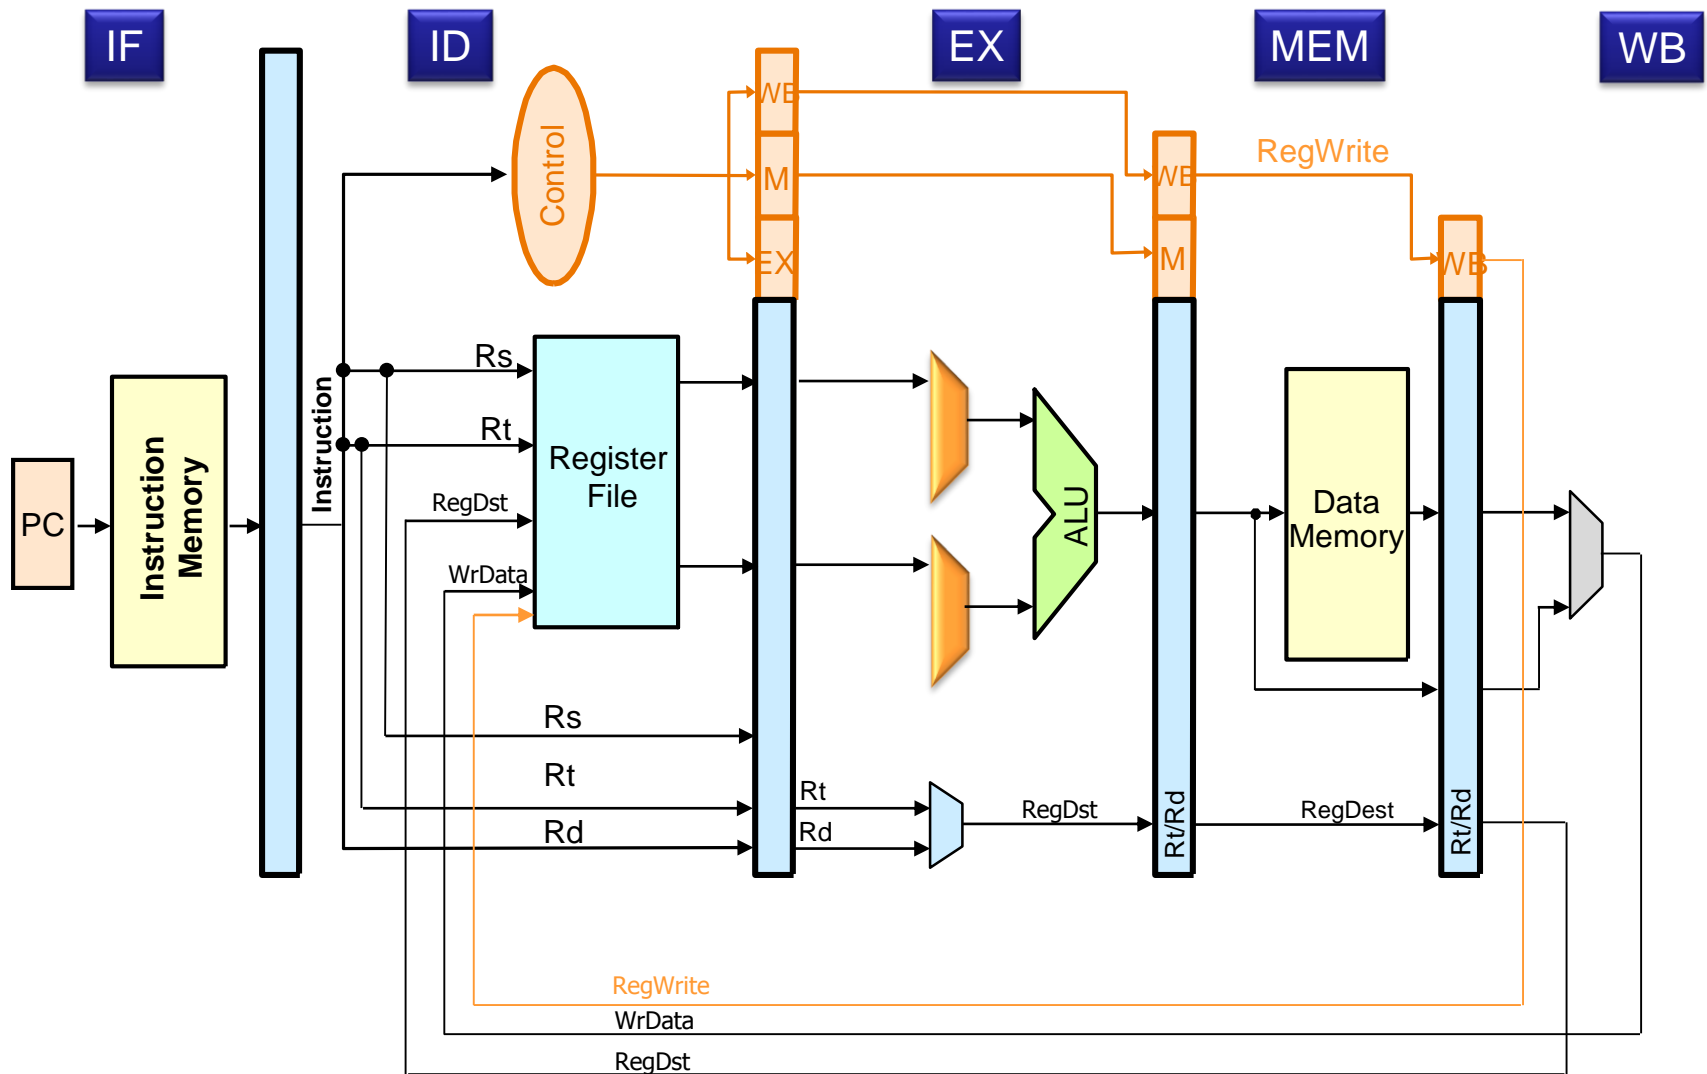 IF
ID
EX
MEM
WB
WB
Control
M
EX
WB
M
RegWrite
WB
Rs
Rt
RegDst
WrData
Register
File
Instruction
PC
Instruction
Memory
ALU
Data
Memory
Rs
Rt
Rd
Rt
Rd
RegDst
Rt/Rd
RegDest
Rt/Rd
RegWrite
WrData
RegDst